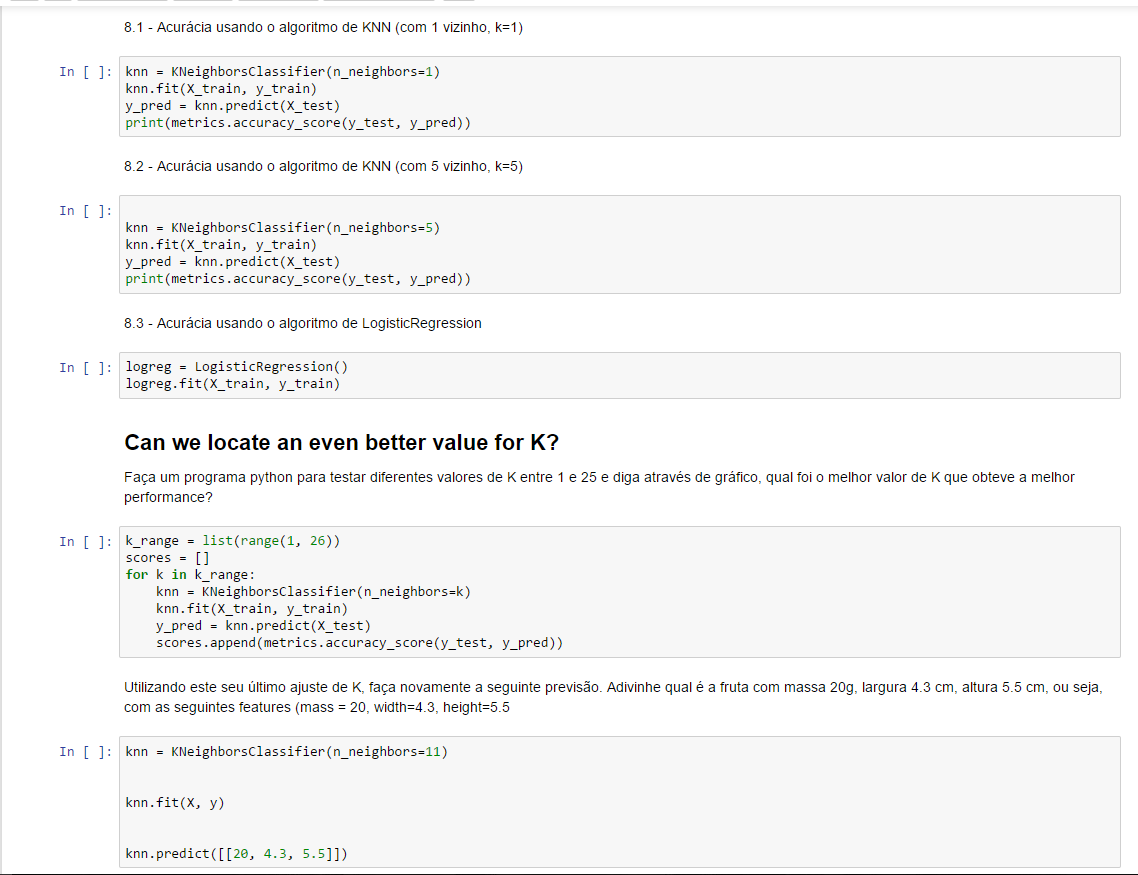 8.1 - Acurácia usando o algoritmo de KNN (com 1 vizinho, k=1)
In [ ]: knn = KNeighborsClassifier(n_neighbors=1)
knn.fit(X_train, y_train)
y_pred = knn.predict(X_test)
print(metrics.accuracy_score(y_test, y_pred))
8.2 - Acurácia usando o algoritmo de KNN (com 5 vizinho, k=5)
In [ ]:
knn = KNeighborsClassifier(n_neighbors=5)
knn.fit(X_train, y_train)
y_pred = knn.predict(X_test)
print(metrics.accuracy_score(y_test, y_pred))
8.3 - Acurácia usando o algoritmo de LogisticRegression
In [ ]: logreg = LogisticRegression()
logreg.fit(X_train, y_train)
Can we locate an even better value for K?
Faça um programa python para testar diferentes valores de K entre 1 e 25 e diga através de gráfico, qual foi o melhor valor de K que obteve a melhor
performance?
In [ ]: k_range = list(range(1, 26))
scores = []
for k in k_range:
    knn = KNeighborsClassifier(n_neighbors=k)
    knn.fit(X_train, y_train)
    y_pred = knn.predict(X_test)
    scores.append(metrics.accuracy_score(y_test, y_pred))
Utilizando este seu último ajuste de K, faça novamente a seguinte previsão. Adivinhe qual é a fruta com massa 20g, largura 4.3 cm, altura 5.5 cm, ou seja,
com as seguintes features (mass = 20, width=4.3, height=5.5
In [ ]: knn = KNeighborsClassifier(n_neighbors=11)
knn.fit(X, y)
knn.predict([[20, 4.3, 5.5]])